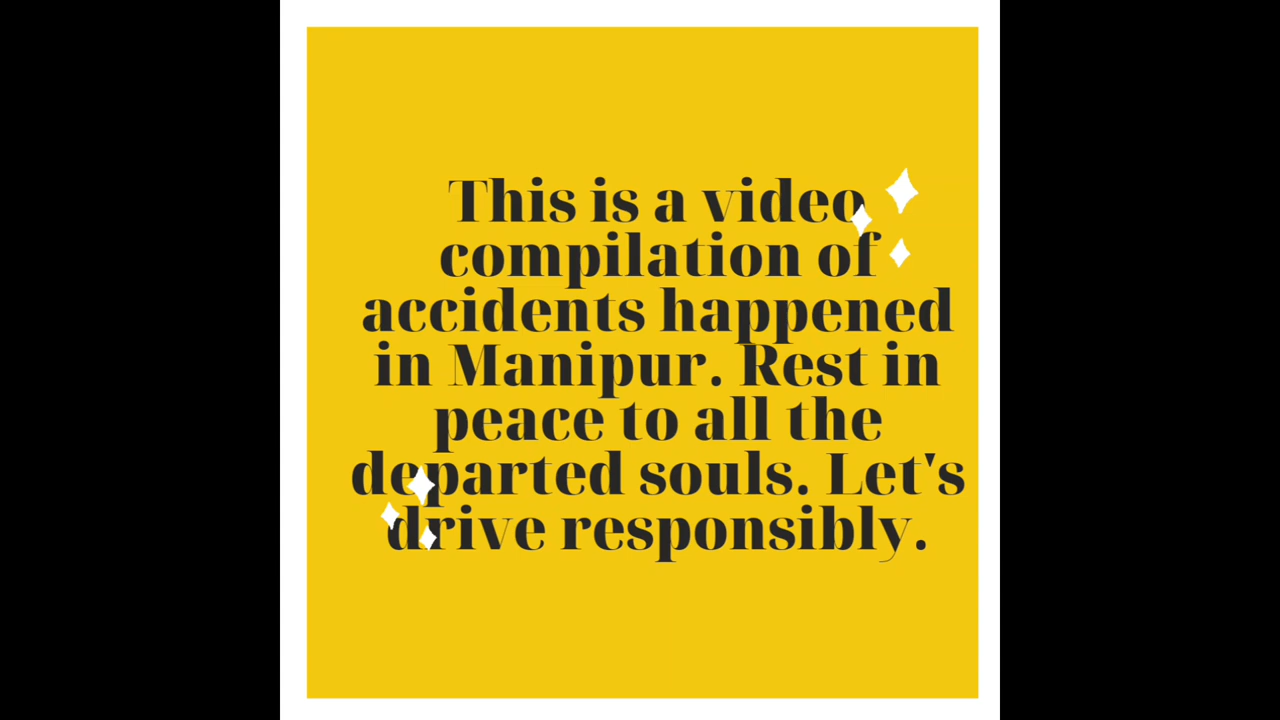 This is a video
compilation of
accidents happened
in Manipur. Rest in
peace to all the
departed souls. Let's
drive responsibly.